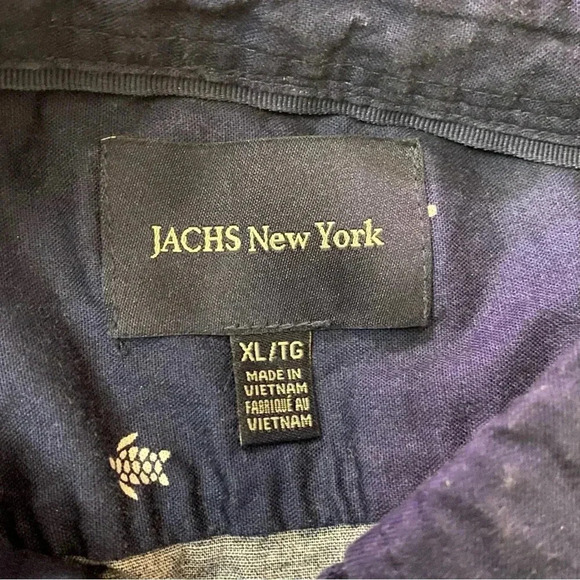 JACHS New York
XL/TG
MADE IN
VIETNAM
FABRIQUÉ AU
VIETNAM